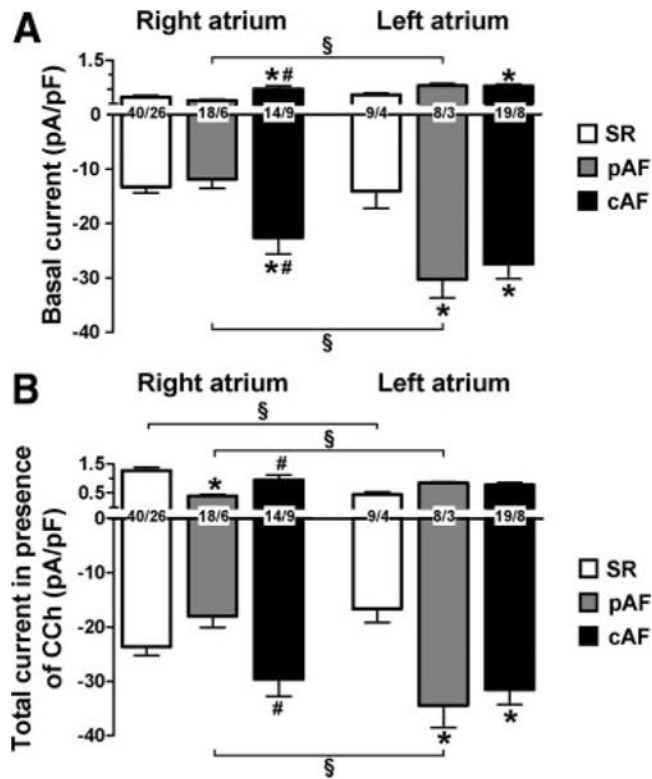 A
Right atrium Left atrium
§
*# *
1.5
Basal current (pA/pF)
0
40/26 18/6 14/9 9/4 8/3 19/8
-10
-20
-30
-40
*# * *
§
SR
pAF
cAF
B
Right atrium Left atrium
§
§
* #
1.5
0.5
Total current in presence
of CCh (pA/pF)
0
40/26 18/6 14/9 9/4 8/3 19/8
-10
-20
-30
-40
# * *
§
SR
pAF
cAF